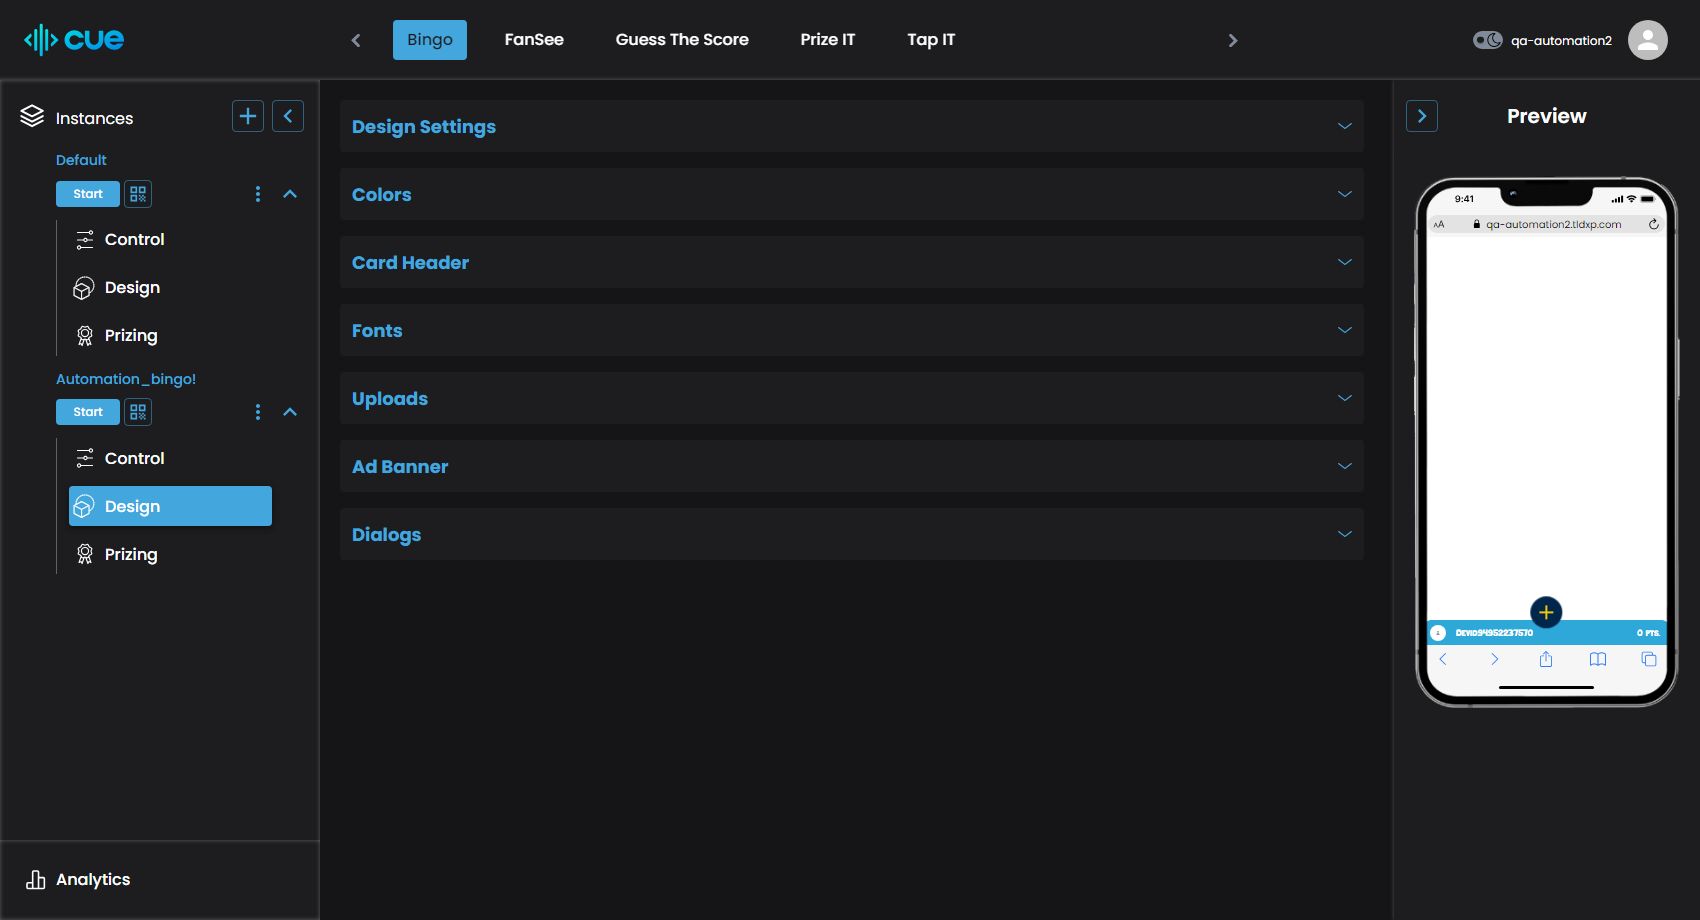 cue
Bingo
FanSee
Guess The Score
Prize IT
Tap IT
qa-automation2
Instances
Default
Start
Control
Design
Prizing
Automation_bingo!
Start
Control
Design
Prizing
Analytics
Design Settings
Colors
Card Header
Fonts
Uploads
Ad Banner
Dialogs
Preview
9:41
AA qa-automation2.tldxp.com
DEVID94952237570 0 PTS.